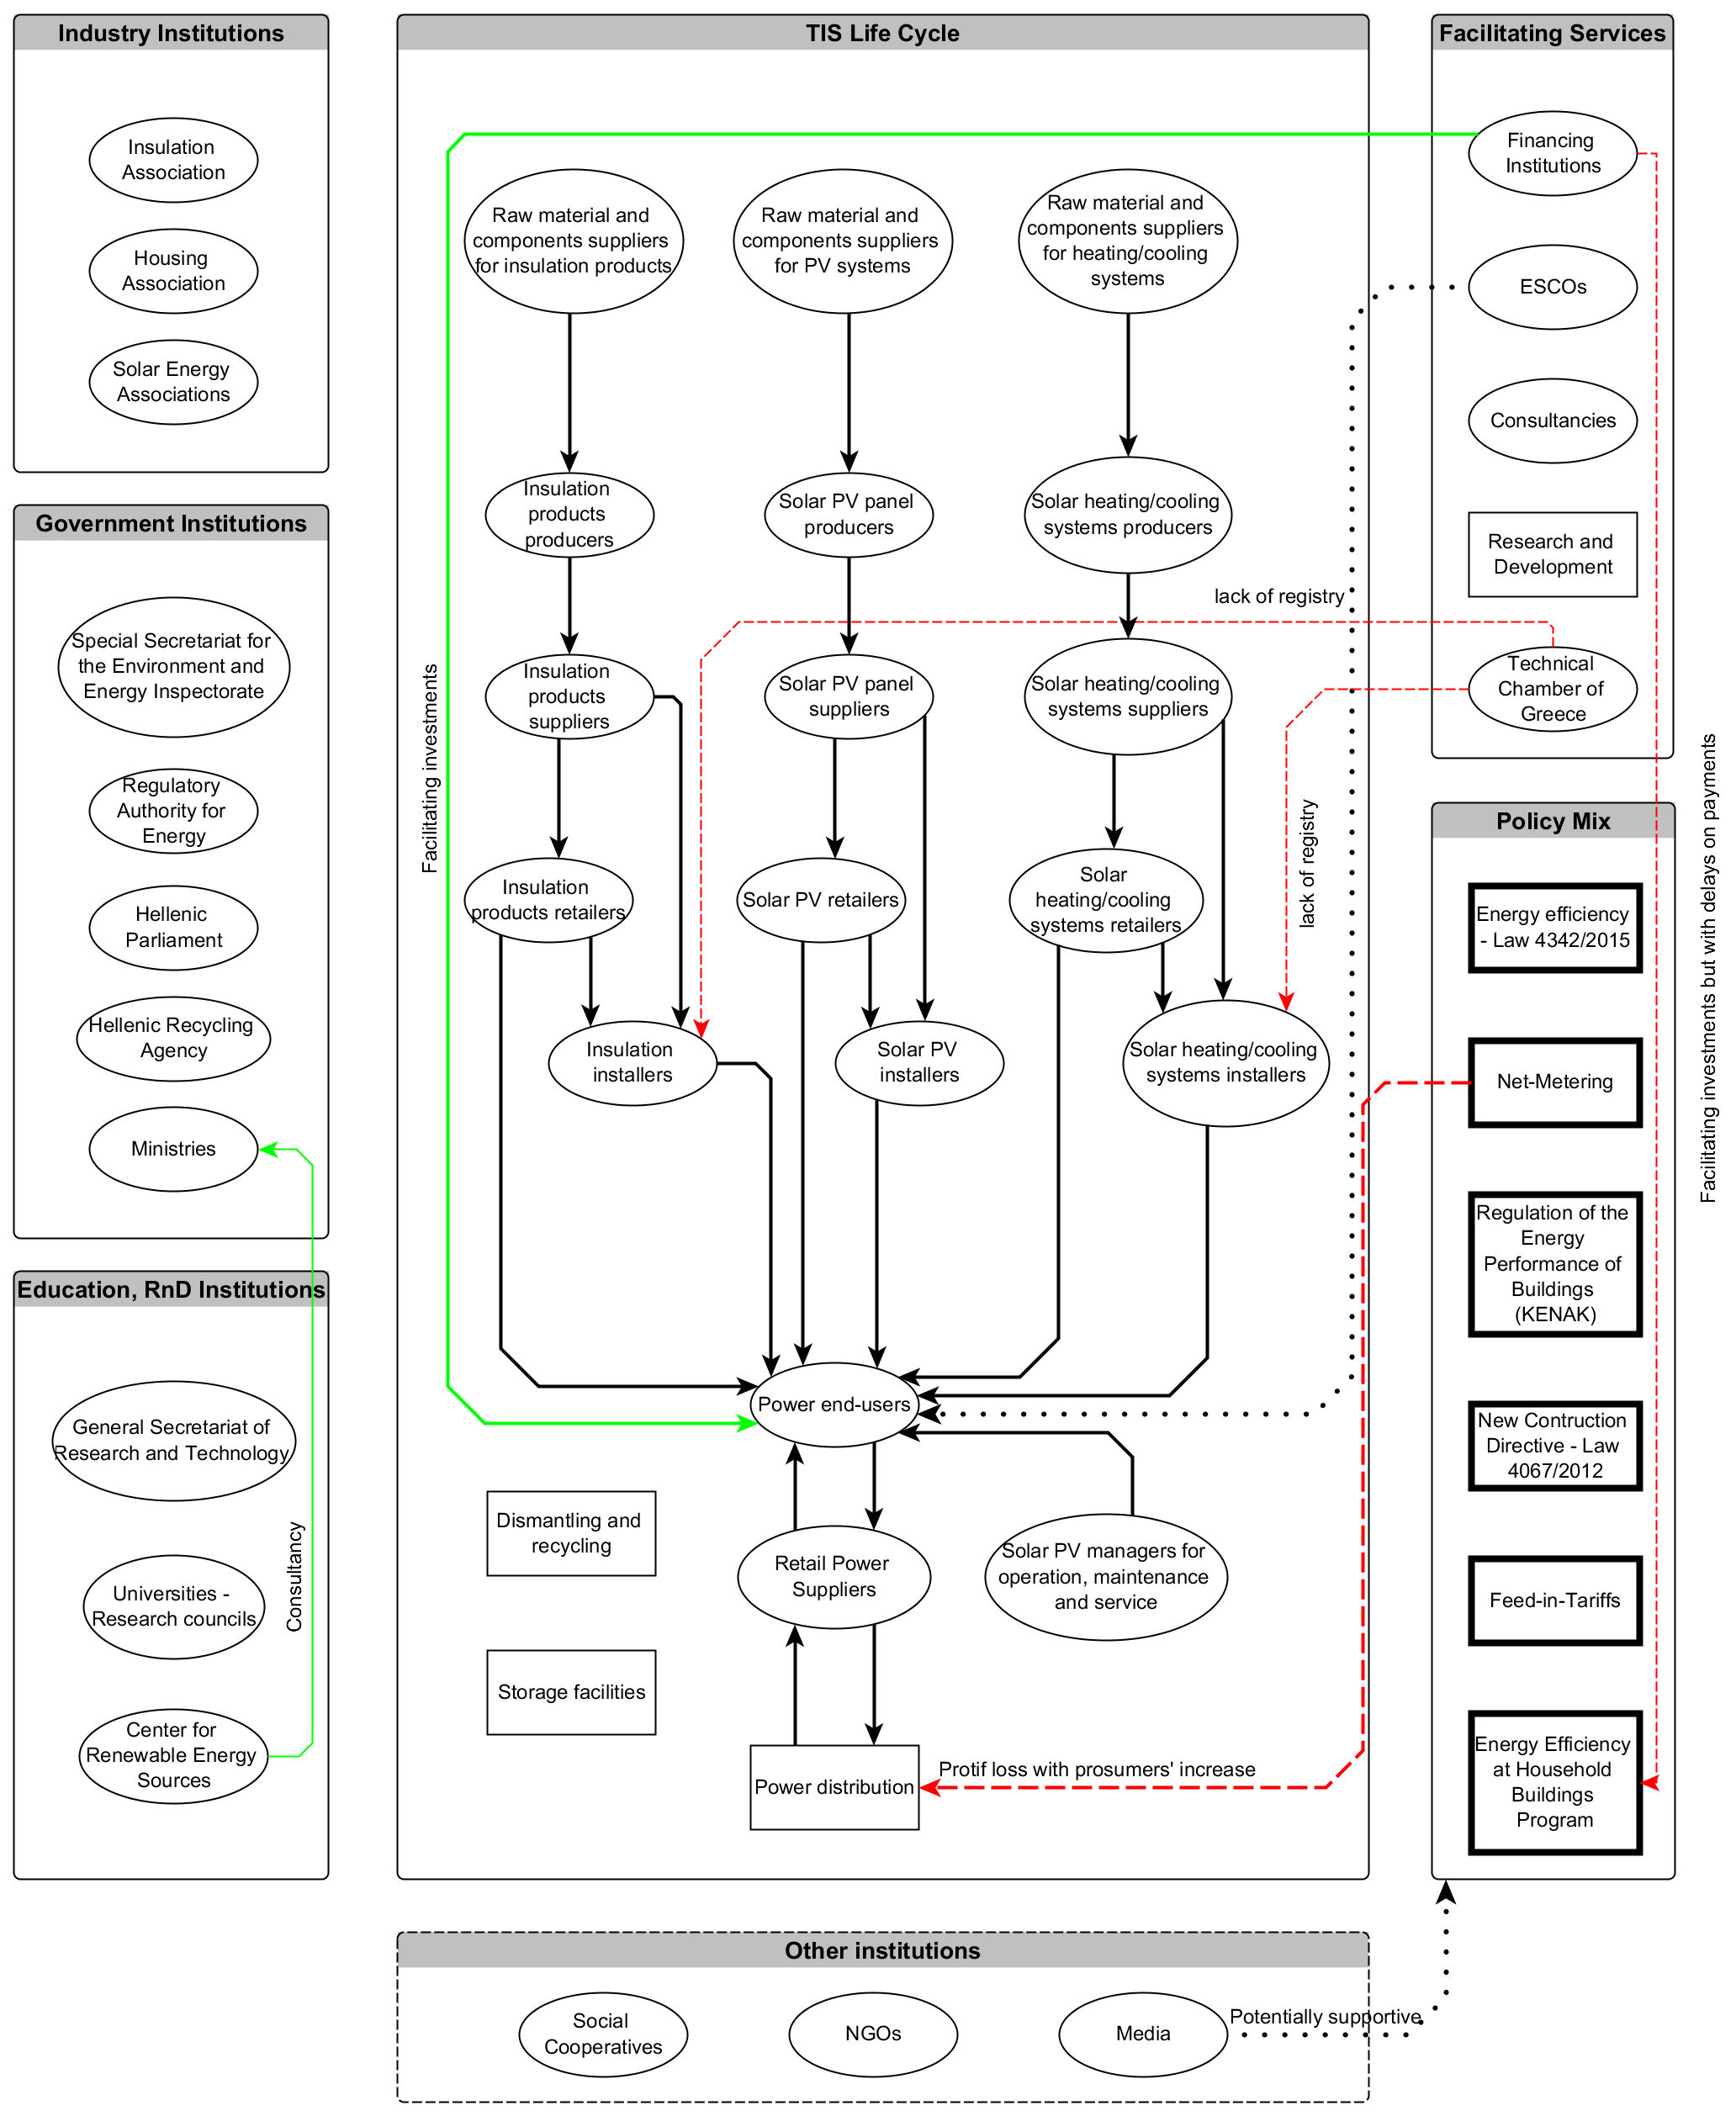 Industry Institutions
Insulation
Association
Housing
Association
Solar Energy
Associations
Government Institutions
Special Secretariat for
the Environment and
Energy Inspectorate
Regulatory
Authority for
Energy
Hellenic
Parliament
Hellenic Recycling
Agency
Ministries
Education, RnD Institutions
General Secretariat of
Research and Technology
Universities -
Research councils
Center for
Renewable Energy
Sources
Consultancy
TIS Life Cycle
Raw material and
components suppliers
for insulation products
Raw material and
components suppliers
for PV systems
Raw material and
components suppliers
for heating/cooling
systems
Insulation
products
producers
Solar PV panel
producers
Solar heating/cooling
systems producers
lack of registry
Insulation
products
suppliers
Solar PV panel
suppliers
Solar heating/cooling
systems suppliers
Facilitating investments
lack of registry
Insulation
products retailers
Solar PV retailers
Solar
heating/cooling
systems retailers
Insulation
installers
Solar PV
installers
Solar heating/cooling
systems installers
Power end-users
Dismantling and
recycling
Retail Power
Suppliers
Solar PV managers for
operation, maintenance
and service
Storage facilities
Power distribution
Protif loss with prosumers' increase
Facilitating Services
Financing
Institutions
ESCOs
Consultancies
Research and
Development
Technical
Chamber of
Greece
Facilitating investments but with delays on payments
Policy Mix
Energy efficiency
- Law 4342/2015
Net-Metering
Regulation of the
Energy
Performance of
Buildings
(KENAK)
New Contruction
Directive - Law
4067/2012
Feed-in-Tariffs
Energy Efficiency
at Household
Buildings
Program
Other institutions
Social
Cooperatives
NGOs
Media
Potentially supportive